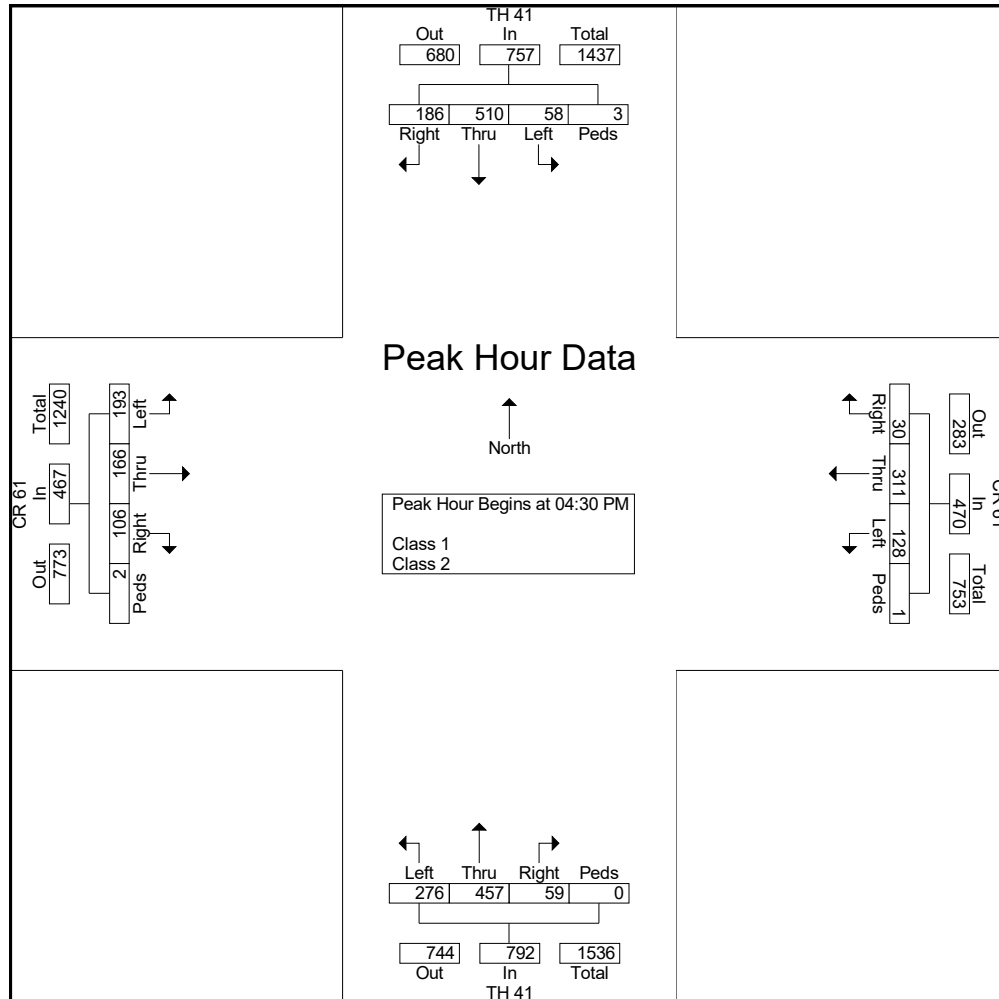 TH 41
Out In Total
680 757 1437
186 510 58 3
Right Thru Left Peds
Peak Hour Data
North
Peak Hour Begins at 04:30 PM
Class 1
Class 2
CR 61
Total In Out
1240 467 773
193 166 106 2
Left Thru Right Peds
CR 61
Out In Total
283 470 753
30 311 128 1
Right Thru Left Peds
Left Thru Right Peds
276 457 59 0
744 792 1536
Out In Total
TH 41